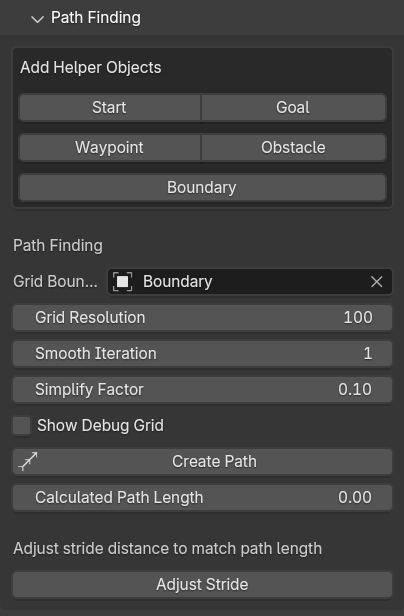 Path Finding
Add Helper Objects
Start Goal
Waypoint Obstacle
Boundary
Path Finding
Grid Boun... Boundary
Grid Resolution 100
Smooth Iteration 1
Simplify Factor 0.10
Show Debug Grid
Create Path
Calculated Path Length 0.00
Adjust stride distance to match path length
Adjust Stride